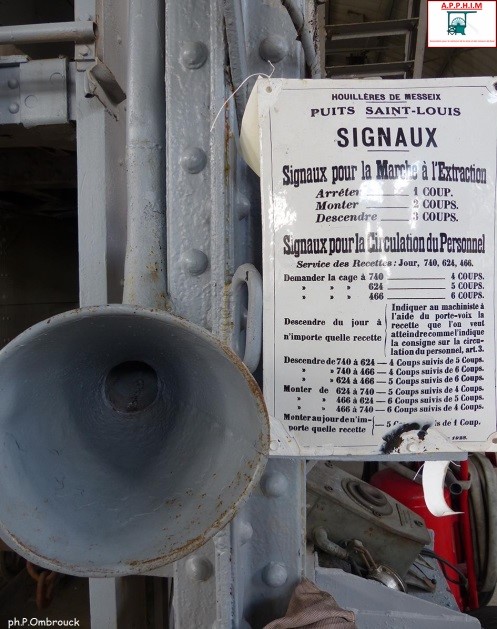 A.P.P.H.I.M
HOUILLÈRES DE MESSEIX
PUITS SAINT-LOUIS
SIGNAUX
Signaux pour la Marche à l'Extraction
Arrêter 1 COUP.
Monter 2 COUPS.
Descendre 3 COUPS.
Signaux pour la Circulation du Personnel
Service des Recettes : Jour, 740, 624, 466.
Demander la cage à 740 4 COUPS.
» » 624 5 COUPS.
» » 466 6 COUPS.
Descendre du jour à n'importe quelle recette
Indiquer au machiniste à
l'aide du porte-voix la
recette que l'on veut
atteindre comme l'indique
la consigne sur la circu-
lation du personnel, art. 3.
Descendre de 740 à 624 — 4 Coups suivis de 5 Coups.
» » 740 à 466 — 4 Coups suivis de 6 Coups.
» » 624 à 466 — 5 Coups suivis de 6 Coups.
Monter de 624 à 740 — 5 Coups suivis de 4 Coups.
» » 466 à 624 — 6 Coups suivis de 5 Coups.
» » 466 à 740 — 6 Coups suivis de 4 Coups.
Monter au jour de n'im-
porte quelle recette 5 C is de 1 Coup.
ph.P.Ombrouck